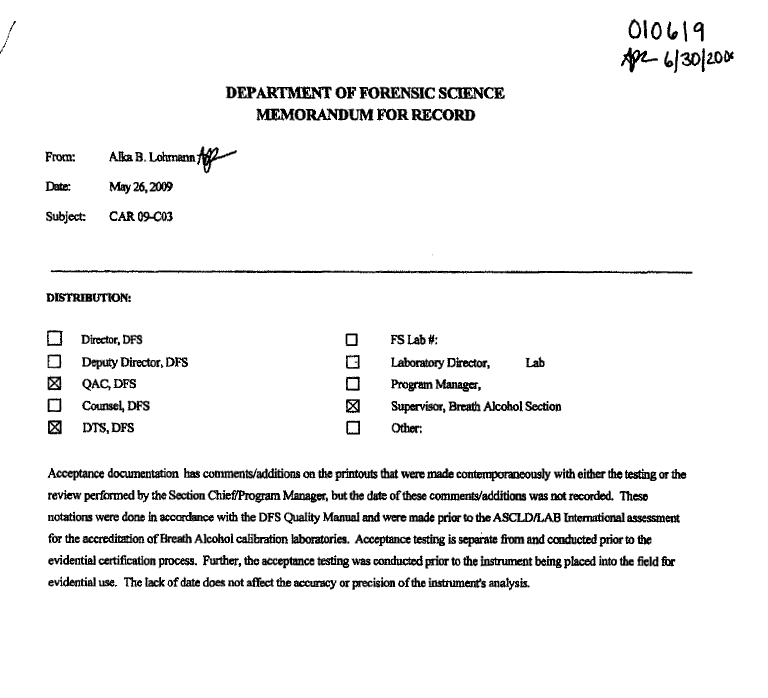 010619
6/30/200
DEPARTMENT OF FORENSIC SCIENCE
MEMORANDUM FOR RECORD
From: Alka B. Lohmann
Date: May 26, 2009
Subject: CAR 09-C03
DISTRIBUTION:
☐ Director, DFS ☐ FS Lab #:
☐ Deputy Director, DFS ☐ Laboratory Director, Lab
☒ QAC, DFS ☐ Program Manager,
☐ Counsel, DFS ☒ Supervisor, Breath Alcohol Section
☒ DTS, DFS ☐ Other:
Acceptance documentation has comments/additions on the printouts that were made contemporaneously with either the testing or the
review performed by the Section Chief/Program Manager, but the date of these comments/additions was not recorded. These
notations were done in accordance with the DFS Quality Manual and were made prior to the ASCLD/LAB International assessment
for the accreditation of Breath Alcohol calibration laboratories. Acceptance testing is separate from and conducted prior to the
evidential certification process. Further, the acceptance testing was conducted prior to the instrument being placed into the field for
evidential use. The lack of date does not affect the accuracy or precision of the instrument's analysis.